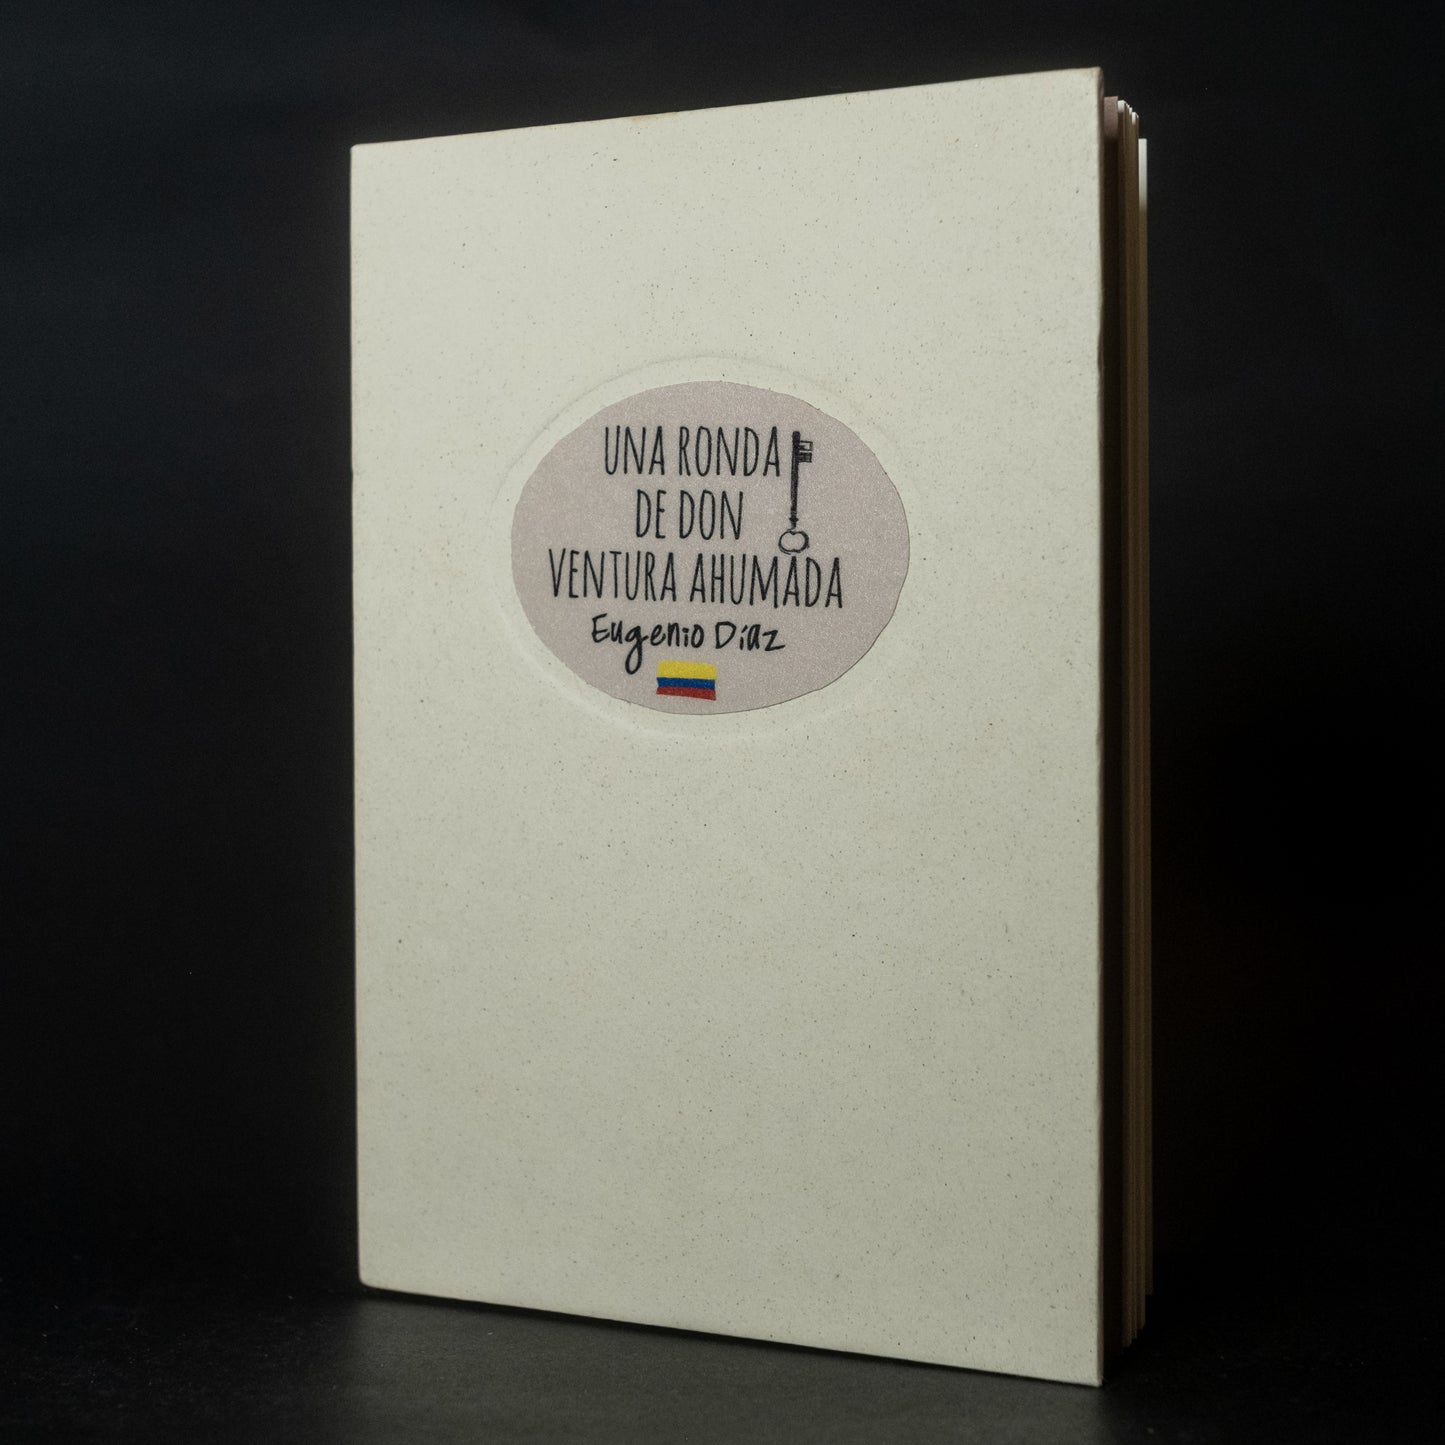 UNA RONDA
DE DON
VENTURA AHUMADA
Eugenio Díaz